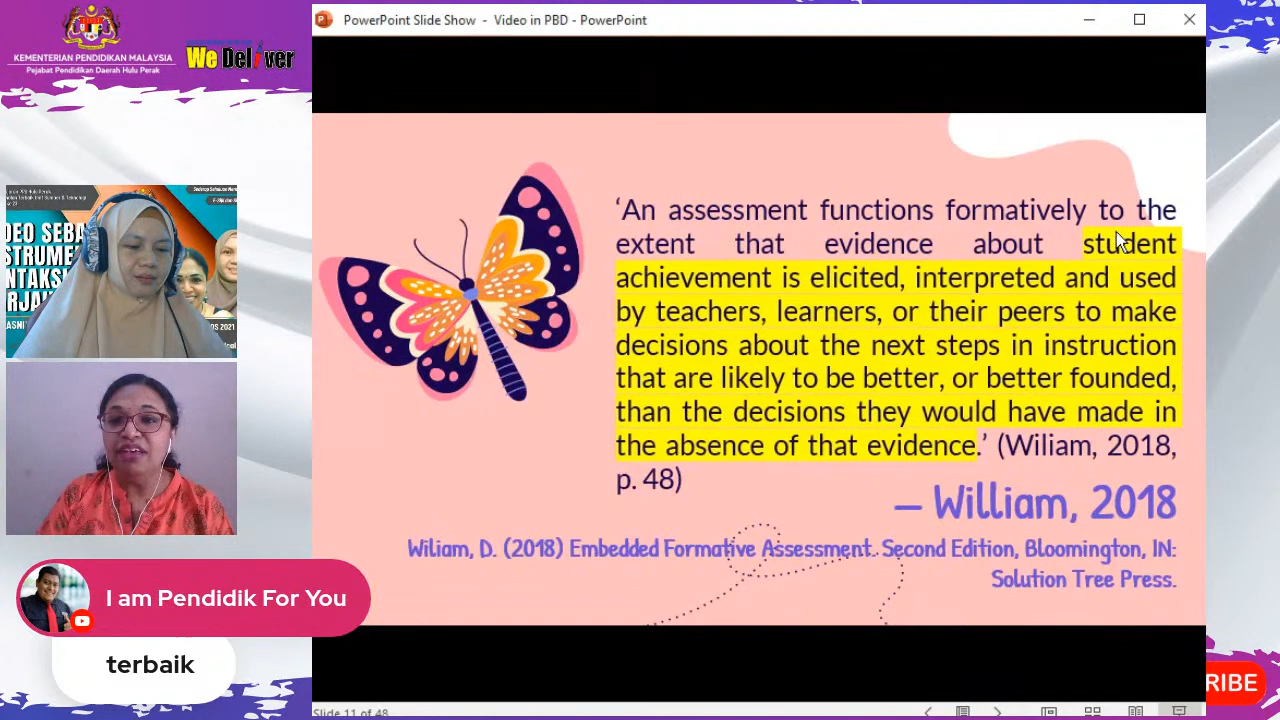 PowerPoint Slide Show - Video in PBD - PowerPoint
KEMENTERIAN PENDIDIKAN MALAYSIA
Pejabat Pendidikan Daerah Hulu Perak
We Deliver
‘An assessment functions formatively to the
extent that evidence about student
achievement is elicited, interpreted and used
by teachers, learners, or their peers to make
decisions about the next steps in instruction
that are likely to be better, or better founded,
than the decisions they would have made in
the absence of that evidence.’ (Wiliam, 2018,
p. 48)
— William, 2018
Wiliam, D. (2018) Embedded Formative Assessment. Second Edition, Bloomington, IN:
Solution Tree Press.
I am Pendidik For You
terbaik
RIBE
Slide 11 of 48